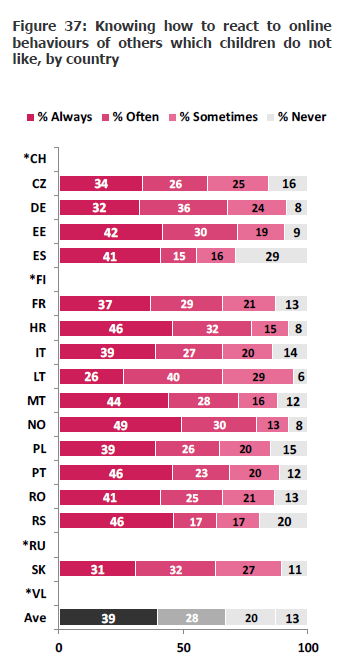 Figure 37: Knowing how to react to online
behaviours of others which children do not
like, by country
% Always % Often % Sometimes % Never
*CH
CZ 34 26 25 16
DE 32 36 24 8
EE 42 30 19 9
ES 41 15 16 29
*FI
FR 37 29 21 13
HR 46 32 15 8
IT 39 27 20 14
LT 26 40 29 6
MT 44 28 16 12
NO 49 30 13 8
PL 39 26 20 15
PT 46 23 20 12
RO 41 25 21 13
RS 46 17 17 20
*RU
SK 31 32 27 11
*VL
Ave 39 28 20 13
0 50 100